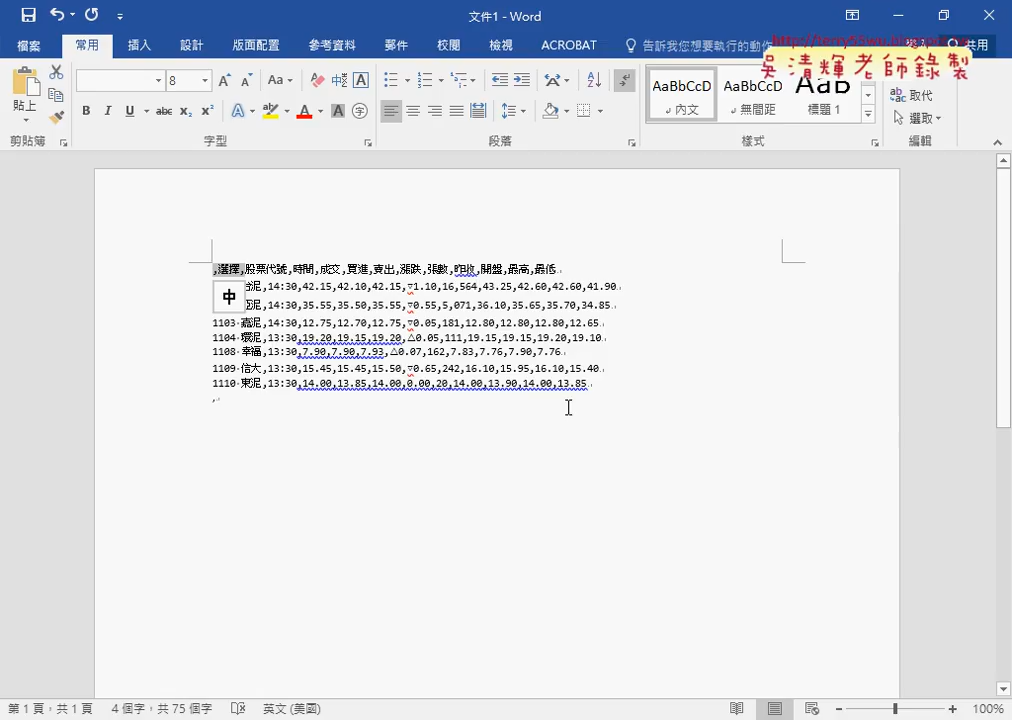 文件1 - Word
檔案 常用 插入 設計 版面配置 參考資料 郵件 校閱 檢視 ACROBAT 告訴我您想要執行的動作 共用
吳清輝老師錄製
貼上
8
Aa
AaBbCcD AaBbCcD AaB
內文 無間距 標題 1
取代
選取
剪貼簿 字型 段落 樣式 編輯
,選擇,股票代號,時間,成交,買進,賣出,漲跌,張數,昨收,開盤,最高,最低
泥,14:30,42.15,42.10,42.15,▽1.10,16,564,43.25,42.60,42.60,41.90
泥,14:30,35.55,35.50,35.55,▽0.55,5,071,36.10,35.65,35.70,34.85
中
1103 嘉泥,14:30,12.75,12.70,12.75,▽0.05,181,12.80,12.80,12.80,12.65
1104 環泥,13:30,19.20,19.15,19.20,△0.05,111,19.15,19.15,19.20,19.10
1108 幸福,13:30,7.90,7.90,7.93,△0.07,162,7.83,7.76,7.90,7.76
1109 信大,13:30,15.45,15.45,15.50,▽0.65,242,16.10,15.95,16.10,15.40
1110 東泥,13:30,14.00,13.85,14.00,0.00,20,14.00,13.90,14.00,13.85
,
第 1 頁，共 1 頁 4 個字，共 75 個字 英文 (美國) 100%